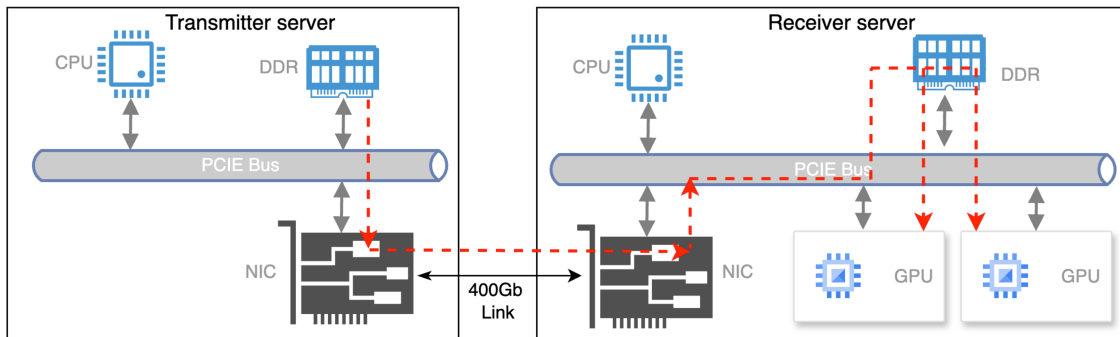 Transmitter server
CPU
DDR
PCIE Bus
NIC
400Gb
Link
Receiver server
CPU
DDR
PCIE Bus
NIC
GPU
GPU